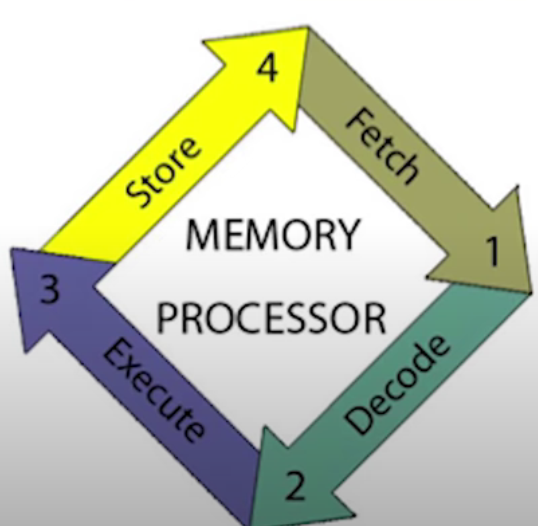 4
Fetch
Store
MEMORY
1
3
PROCESSOR
Execute
Decode
2